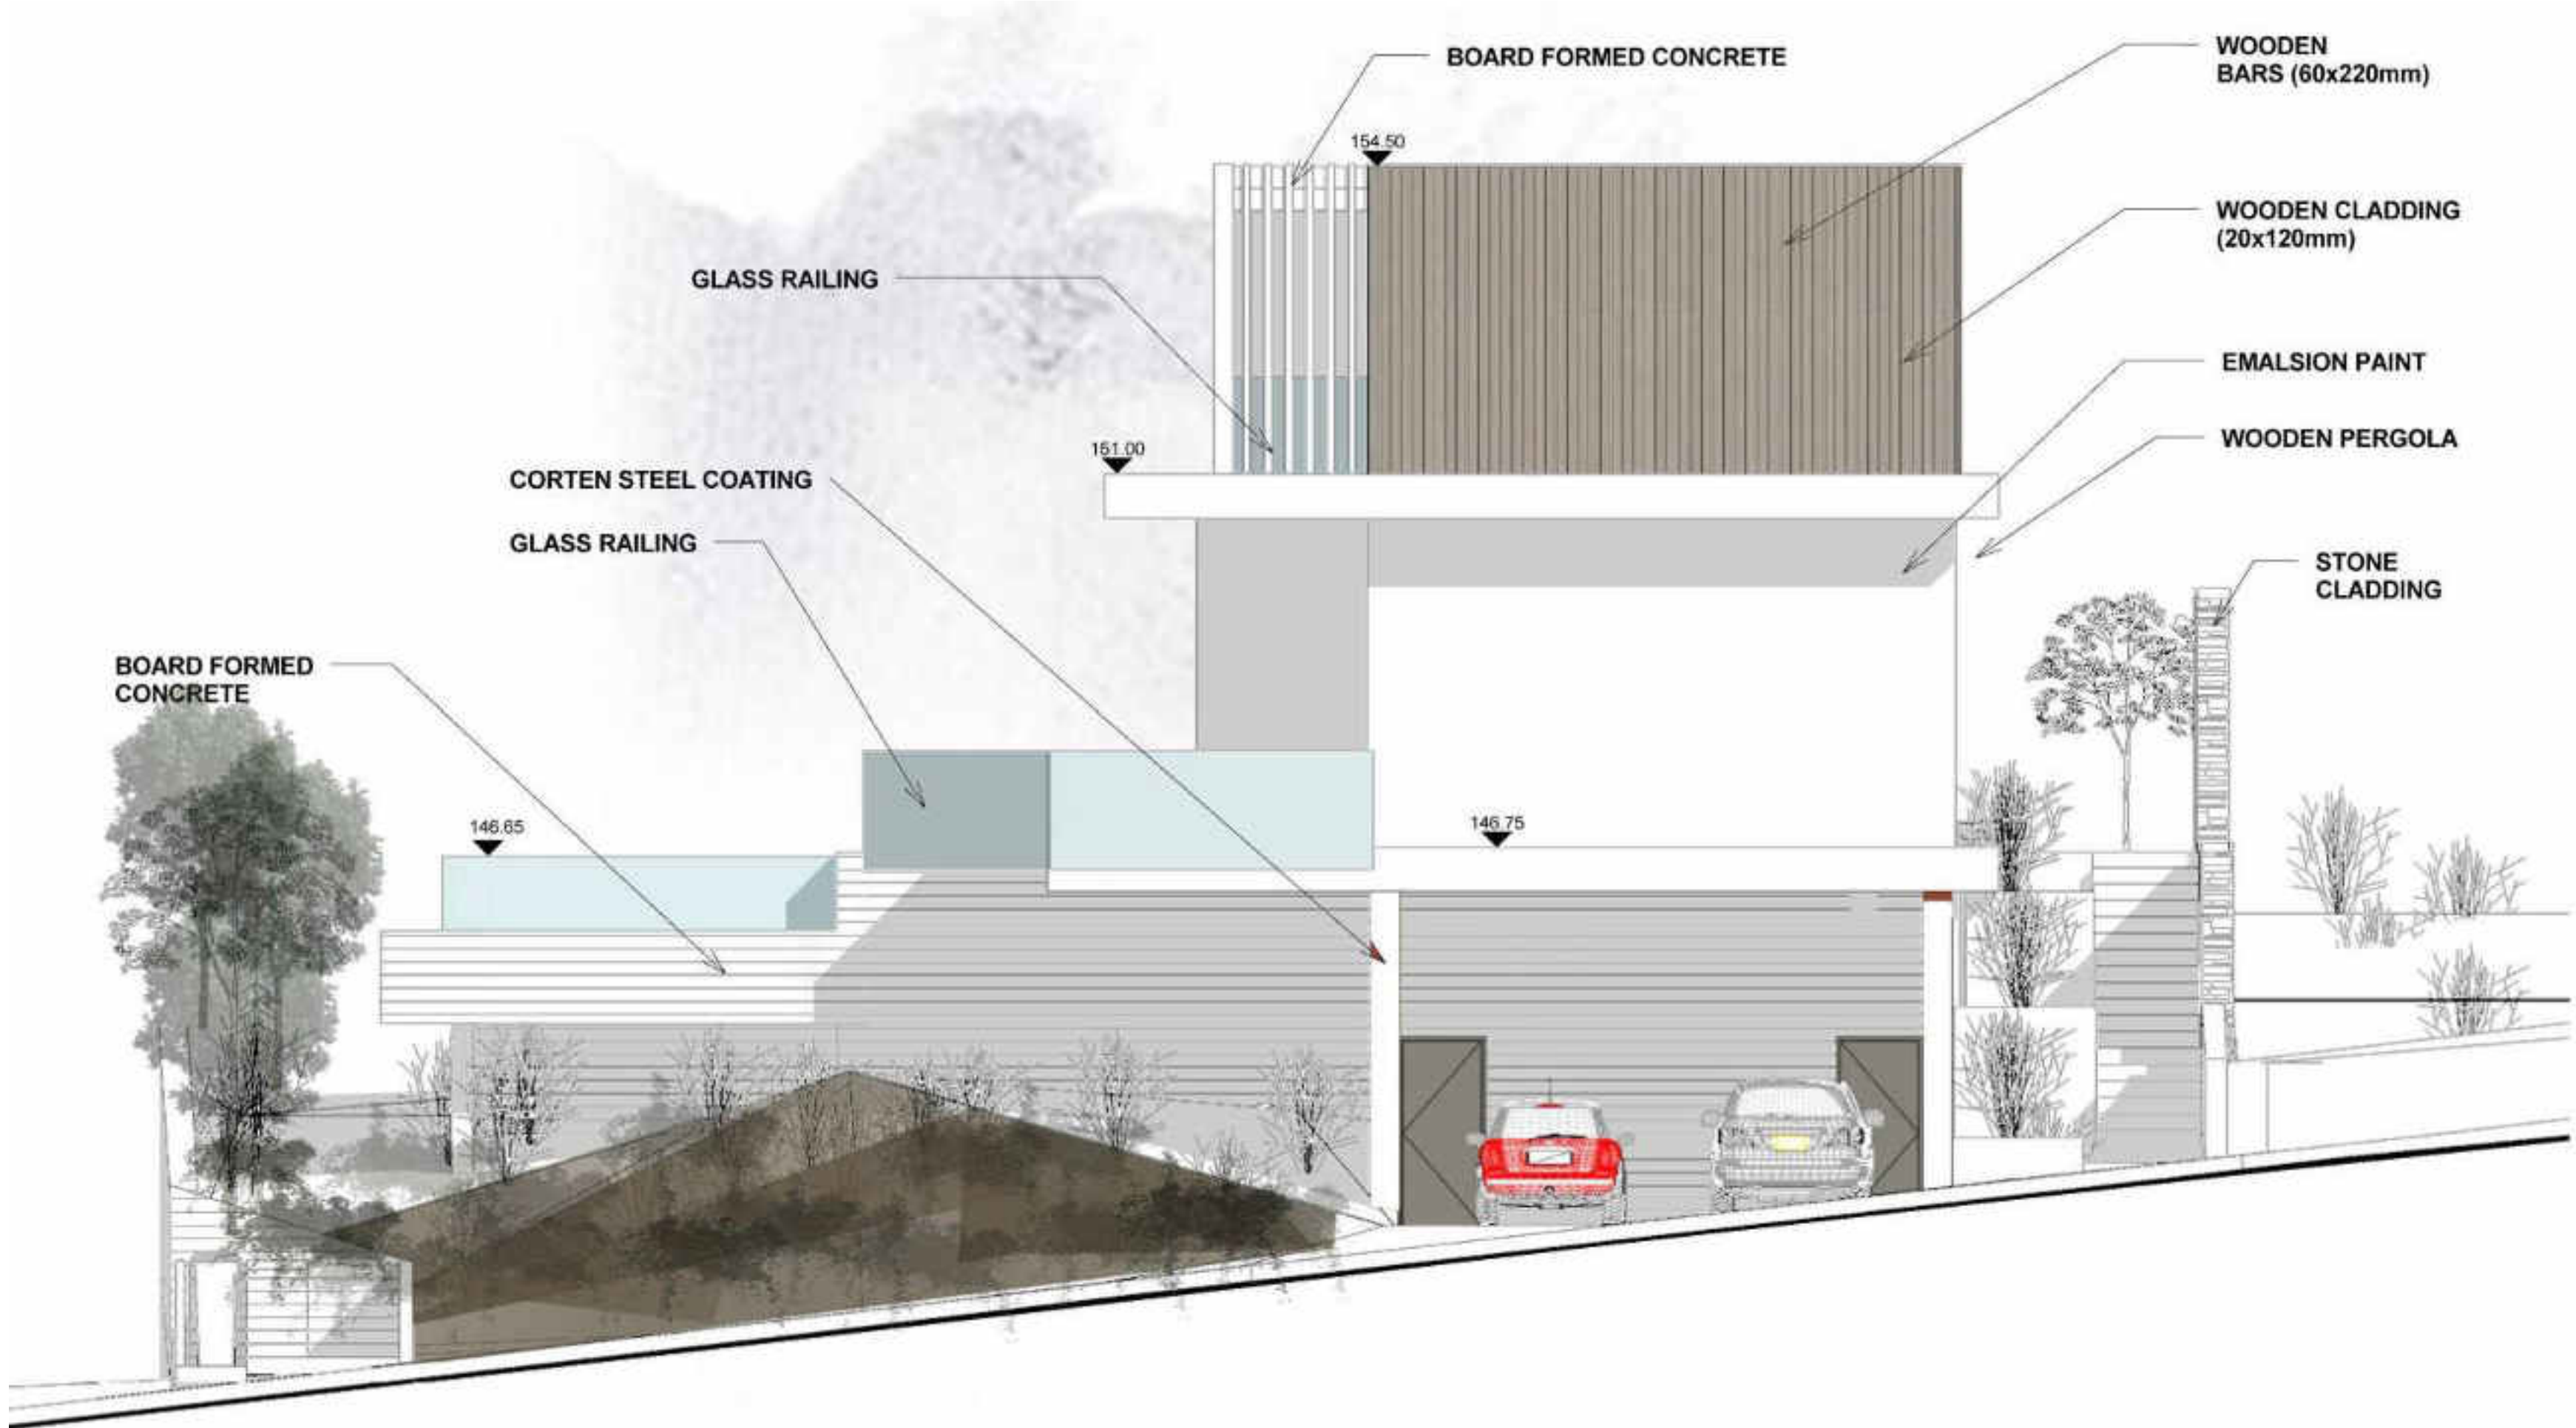 BOARD FORMED CONCRETE
WOODEN
BARS (60x220mm)
154.50
WOODEN CLADDING
(20x120mm)
GLASS RAILING
EMALSION PAINT
WOODEN PERGOLA
151.00
CORTEN STEEL COATING
GLASS RAILING
STONE
CLADDING
BOARD FORMED
CONCRETE
146.65
146.75